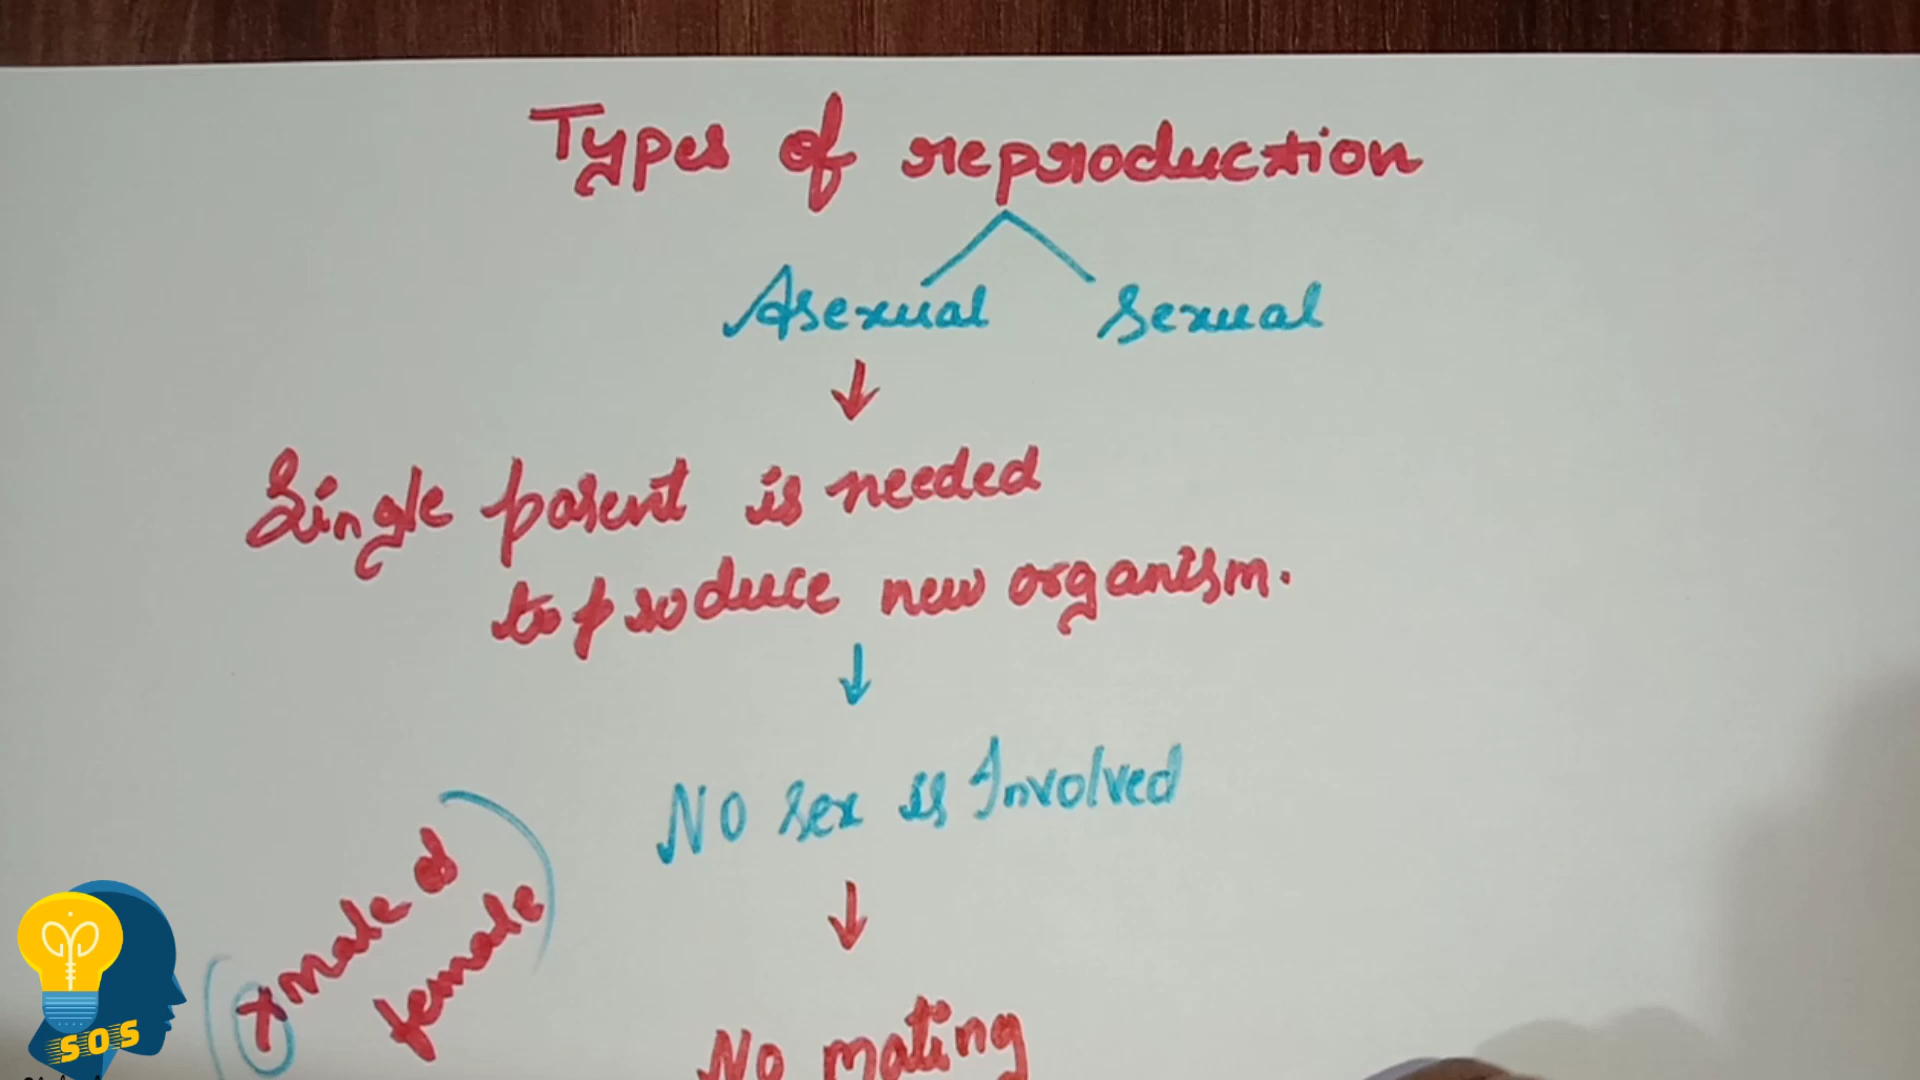 Types of reproduction
Asexual Sexual
Single parent is needed
to produce new organism.
No sex is Involved
x male
female
No mating
SOS